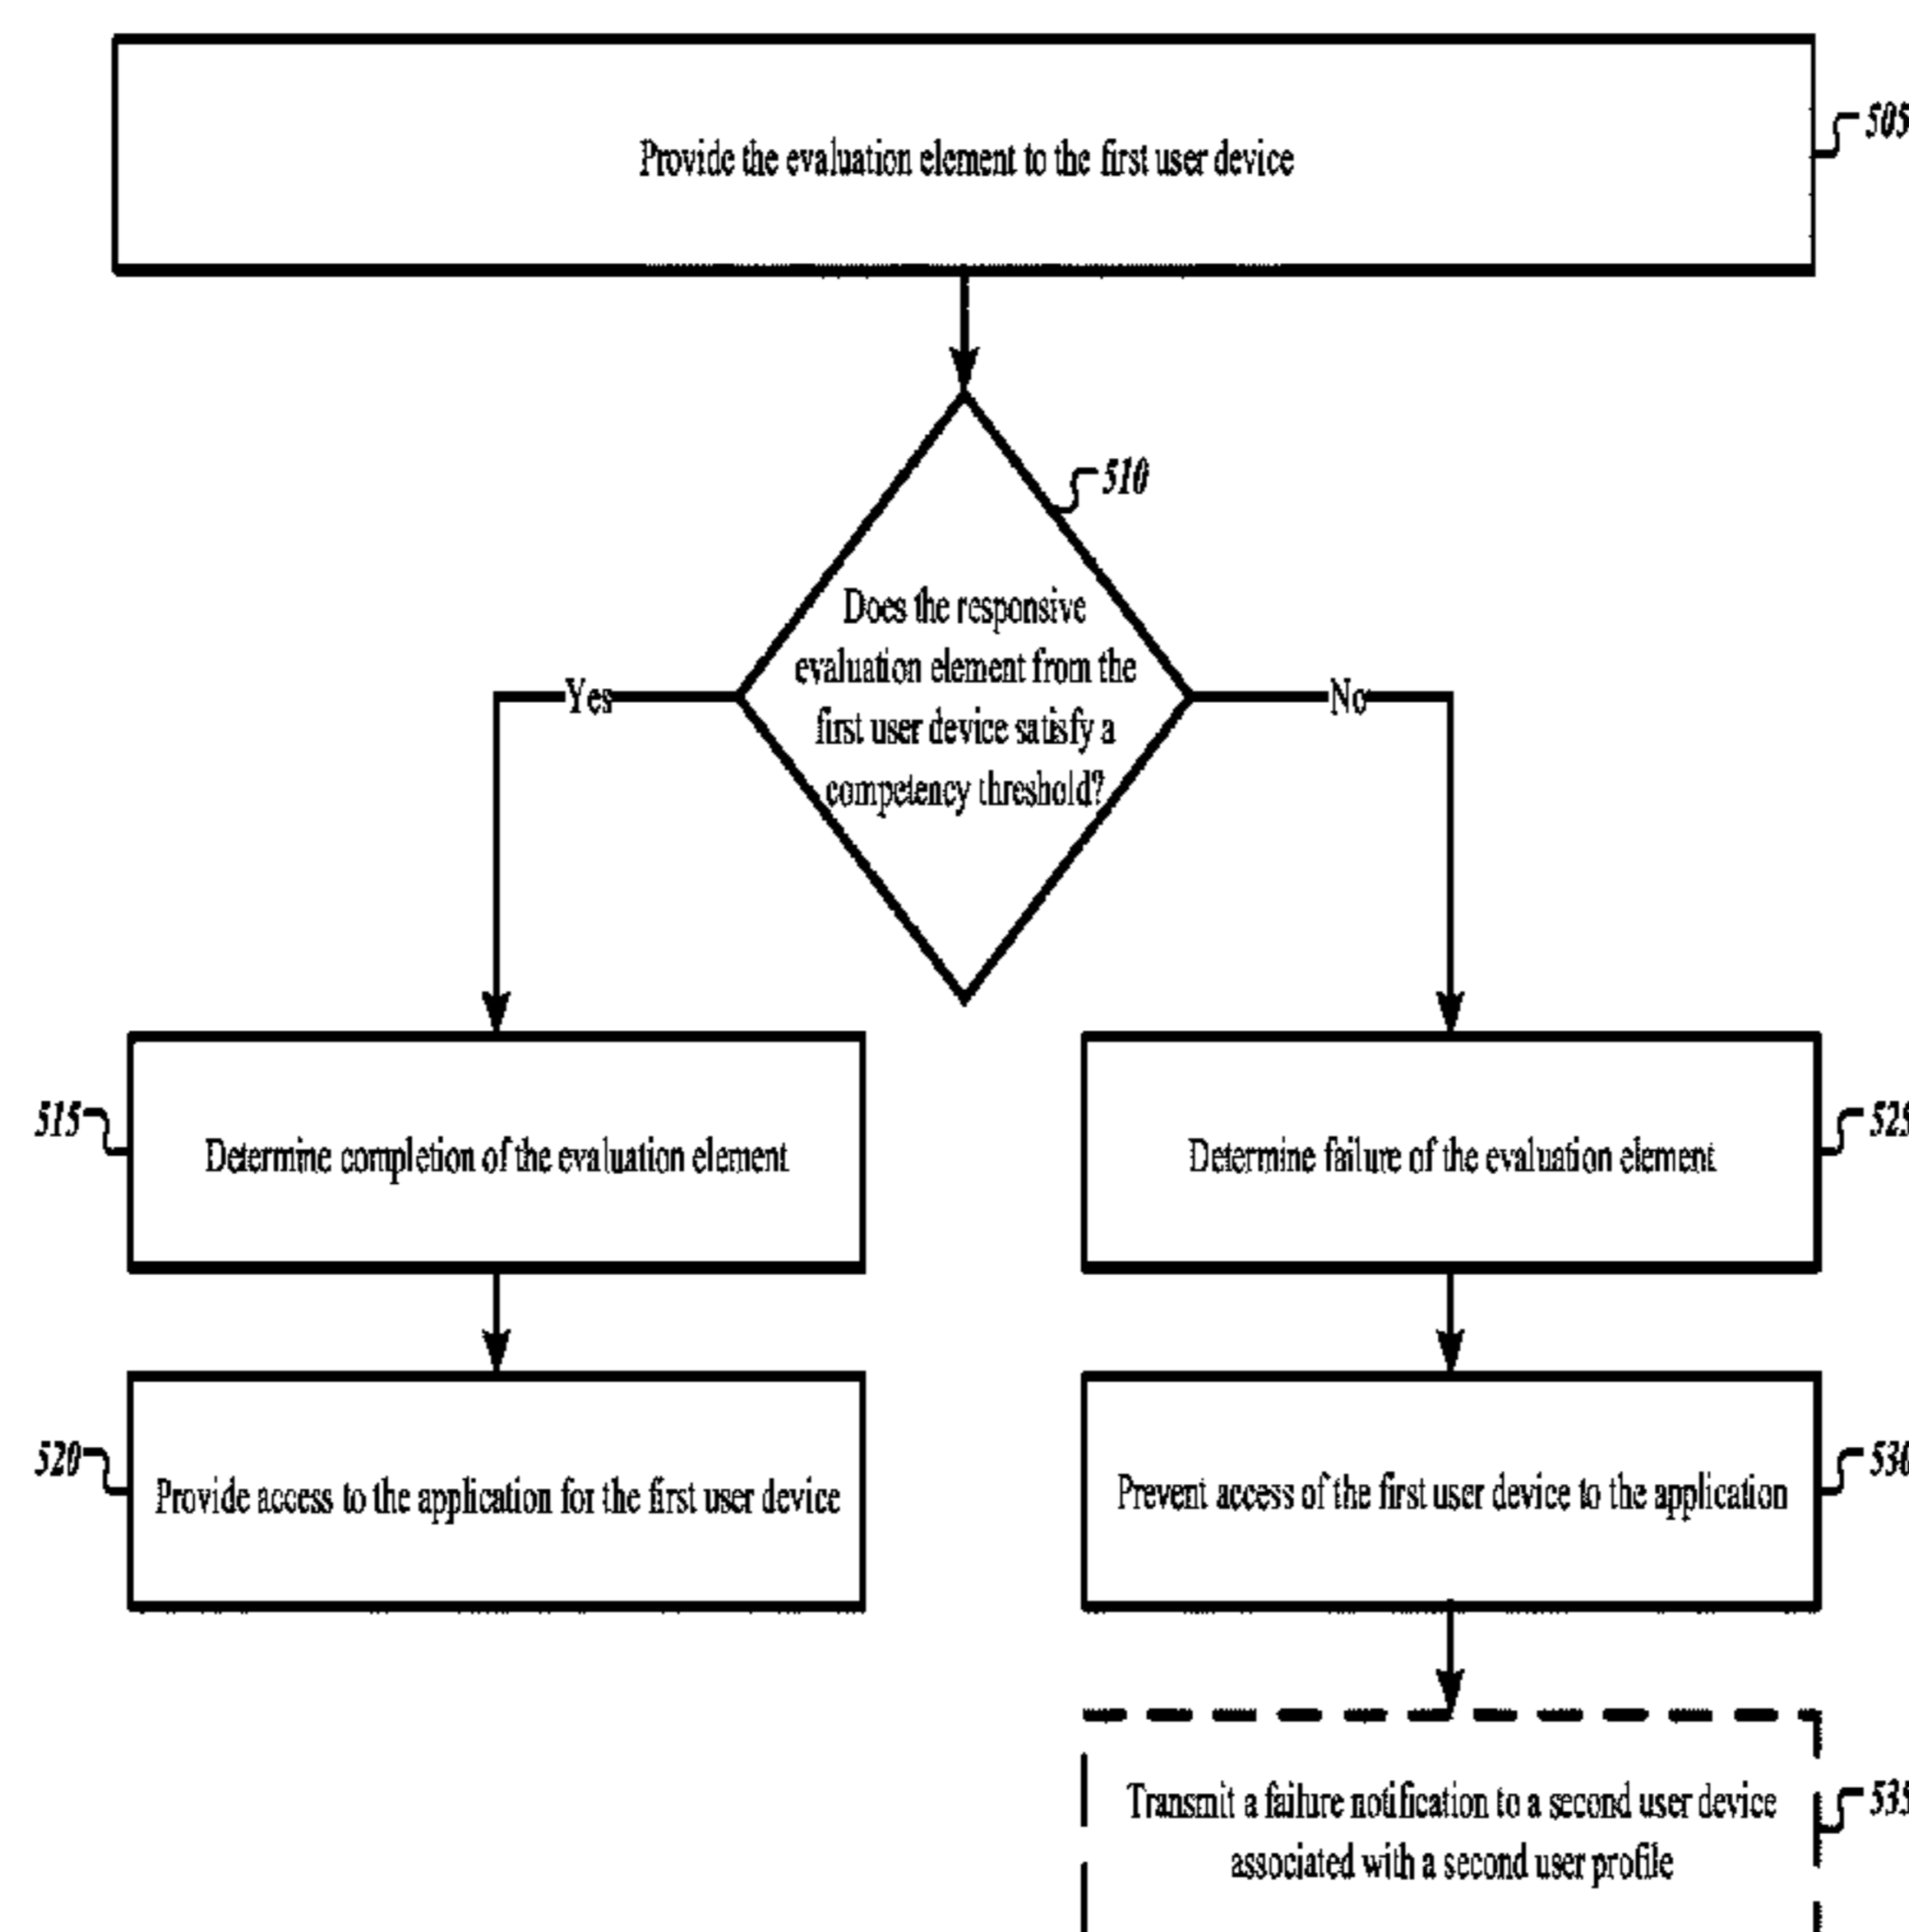 Provide the evaluation element to the first user device
505
510
Does the responsive
evaluation element from the
first user device satisfy a
competency threshold?
Yes
No
515
Determine completion of the evaluation element
Determine failure of the evaluation element
525
520
Provide access to the application for the first user device
Prevent access of the first user device to the application
530
Transmit a failure notification to a second user device
associated with a second user profile
535